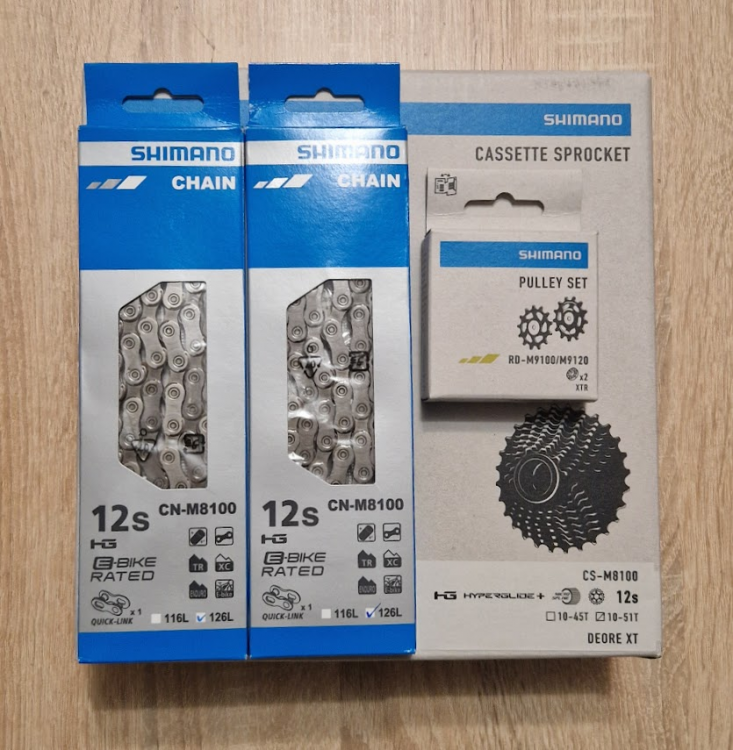 SHIMANO
CHAIN
12s CN-M8100
HG
E-BIKE
RATED
TR XC
ENDURO E-bike
x 1
QUICK-LINK 116L 126L
SHIMANO
CHAIN
12s CN-M8100
HG
E-BIKE
RATED
TR XC
ENDURO E-bike
x 1
QUICK-LINK 116L 126L
SHIMANO
CASSETTE SPROCKET
SHIMANO
PULLEY SET
RD-M9100/M9120
x2
XTR
CS-M8100
HG HYPERGLIDE+ 12s
10-45T 10-51T
DEORE XT